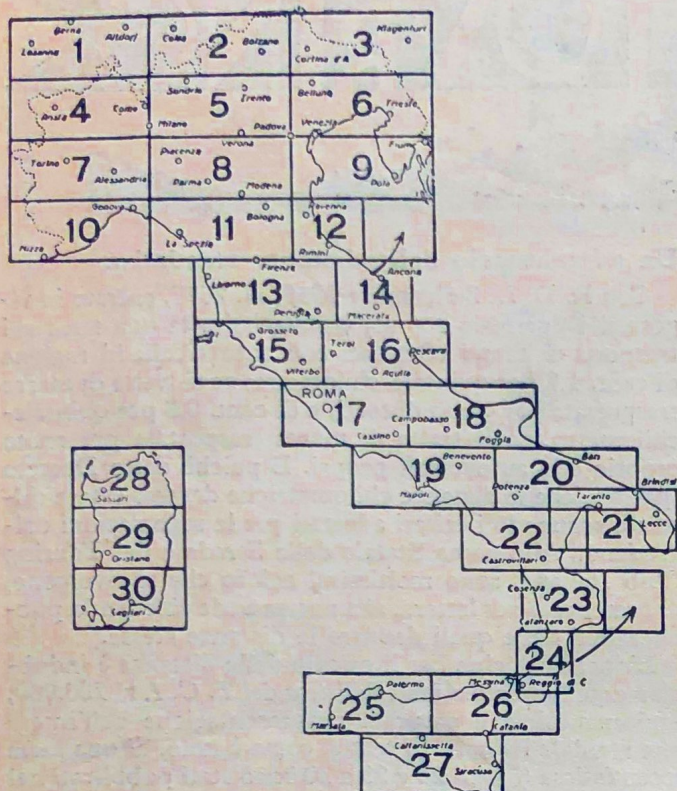 Berna Altdorf Coira Bolzano Magenfurt
Losanna 1 2 Cortina d'A 3
Sondrio Belluno
Aosta 4 Como 5 Trento 6 Trieste
Milano Verona Padova Venezia
Torino 7 Piacenza 8 9 Fiume
Alessandria Parma Modena Pola
Genova Bologna Ravenna
10 La Spezia 11 12
Nizza Firenze Rimini
Livorno 13 14 Ancona
Perugia Macerata
Grosseto Terni
15 Viterbo 16 Pescara
Aquila
ROMA
17 Campobasso 18
Cassino Foggia
28 19 Benevento 20 Bari
Sassari Napoli Potenza Taranto Brindisi
29 22 21 Lecce
Oristano Castrovillari
30 Cosenza 23
Cagliari Catanzaro
24
Palermo Messina Reggio di C
25 26
Marsala Catania
Caltanissetta
27 Siracusa